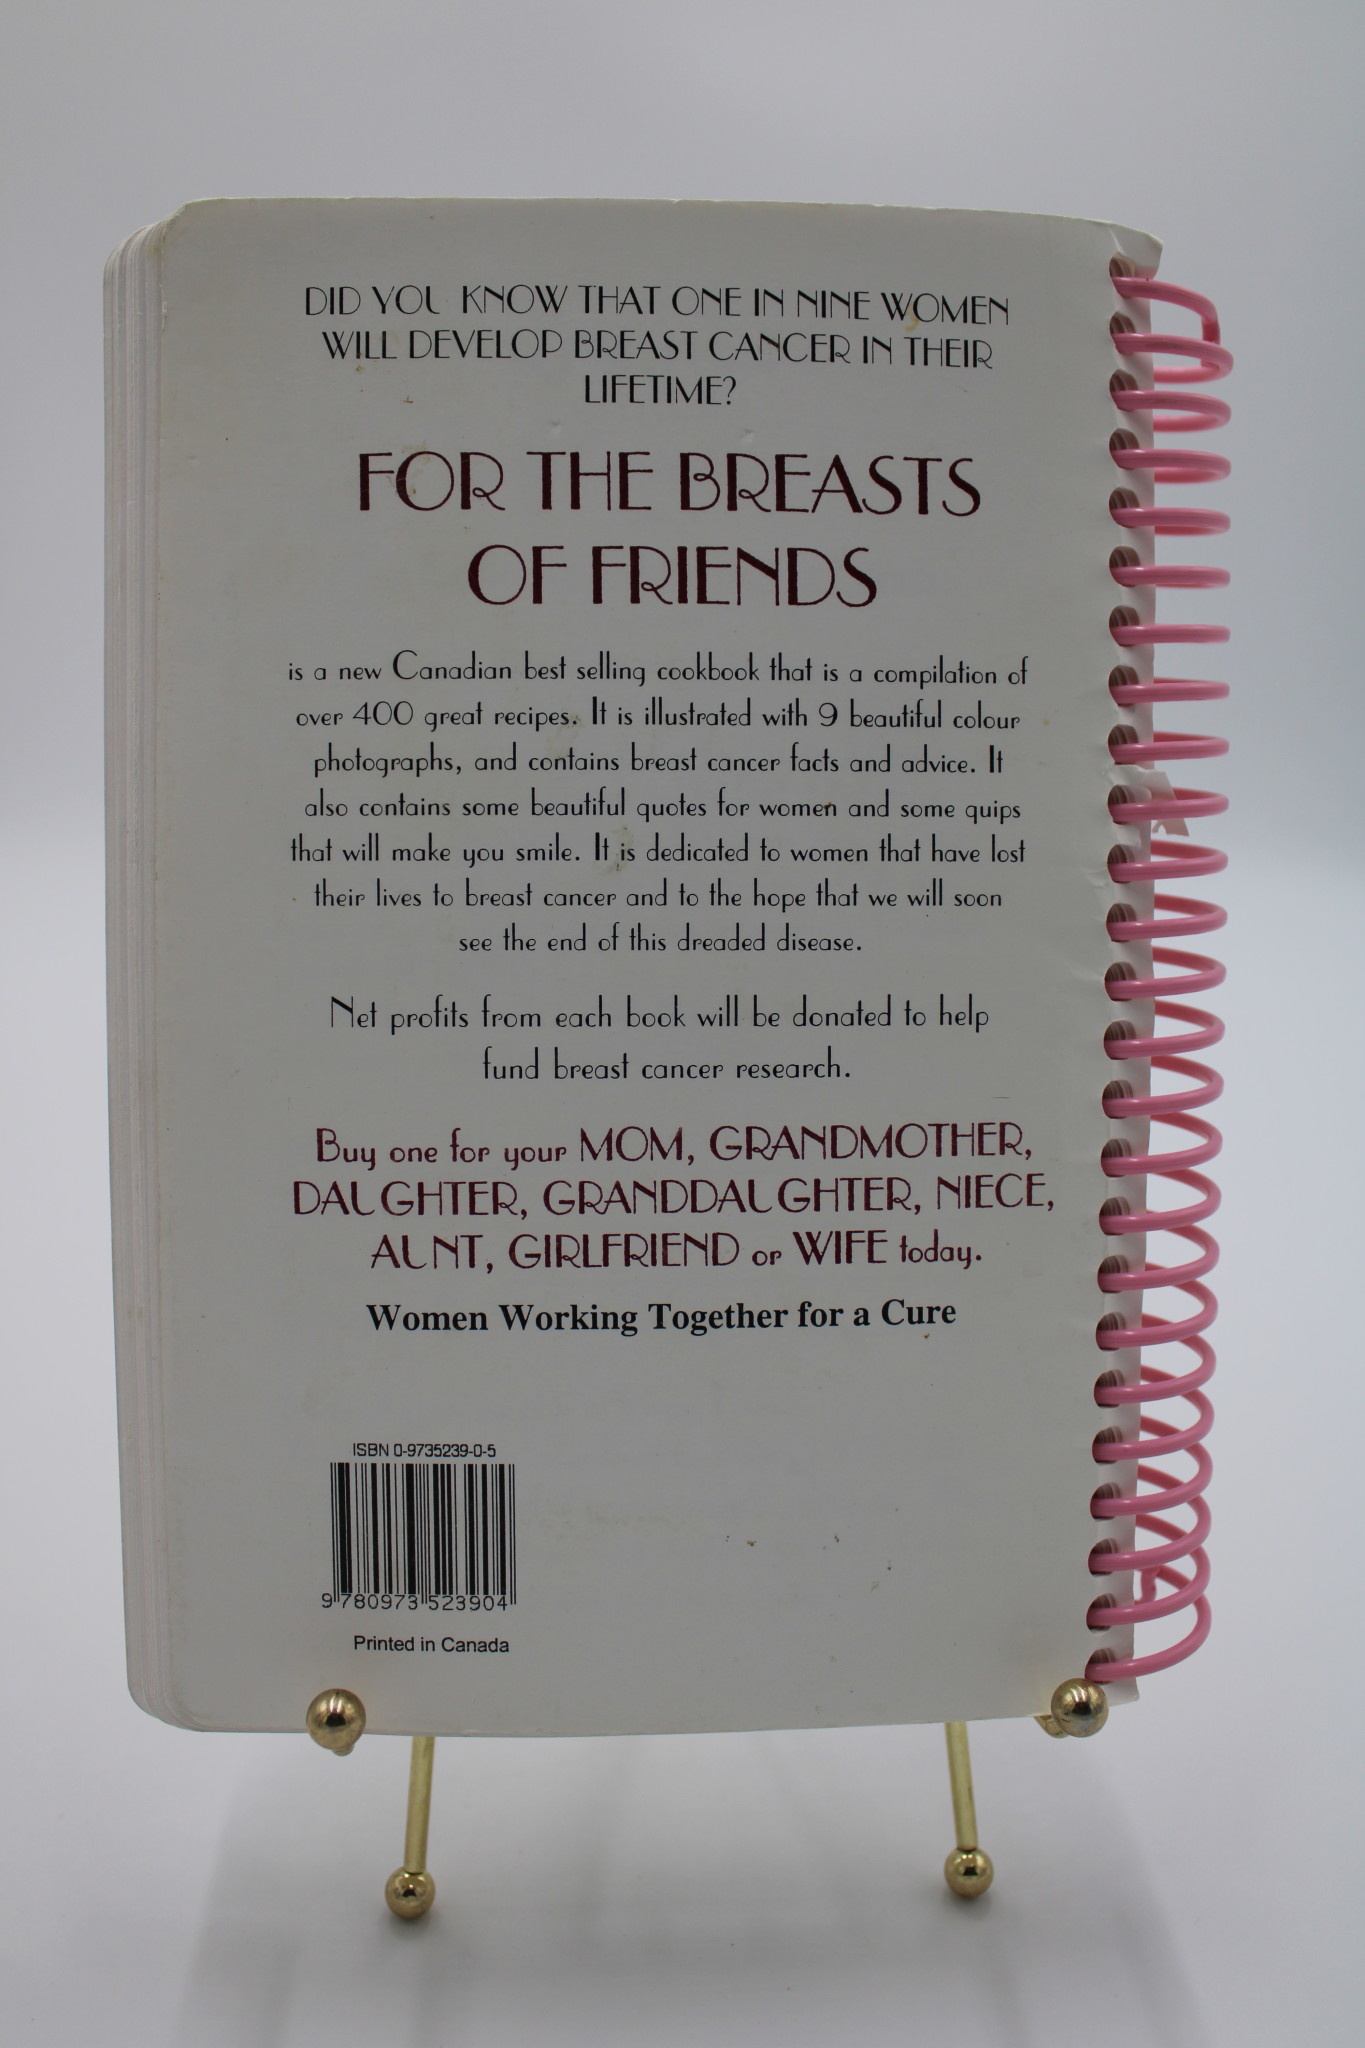 DID YOU KNOW THAT ONE IN NINE WOMEN
WILL DEVELOP BREAST CANCER IN THEIR
LIFETIME?
FOR THE BREASTS
OF FRIENDS
is a new Canadian best selling cookbook that is a compilation of
over 400 great recipes. It is illustrated with 9 beautiful colour
photographs, and contains breast cancer facts and advice. It
also contains some beautiful quotes for women and some quips
that will make you smile. It is dedicated to women that have lost
their lives to breast cancer and to the hope that we will soon
see the end of this dreaded disease.
Net profits from each book will be donated to help
fund breast cancer research.
Buy one for your MOM, GRANDMOTHER,
DAUGHTER, GRANDDAUGHTER, NIECE,
AUNT, GIRLFRIEND or WIFE today.
Women Working Together for a Cure
ISBN 0-9735239-0-5
9 780973 523904
Printed in Canada